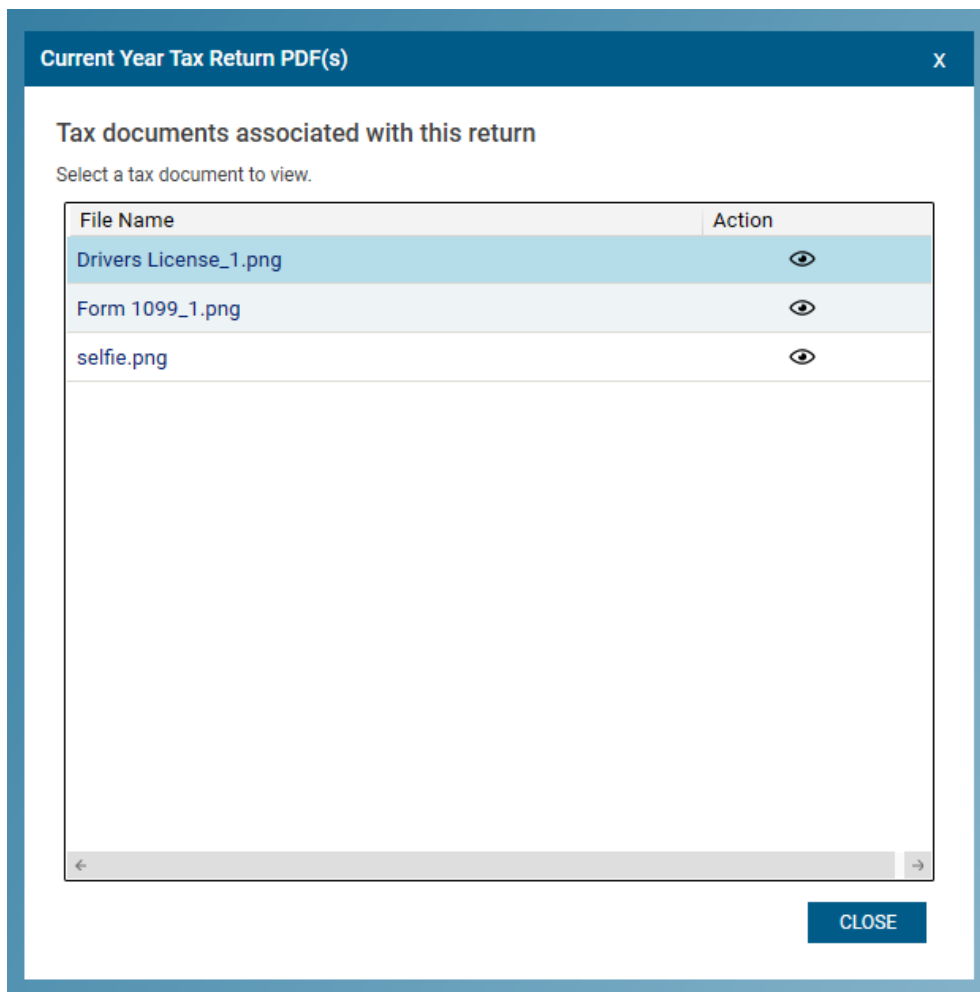 Current Year Tax Return PDF(s) X
Tax documents associated with this return
Select a tax document to view.
File Name Action
Drivers License_1.png
Form 1099_1.png
selfie.png
CLOSE